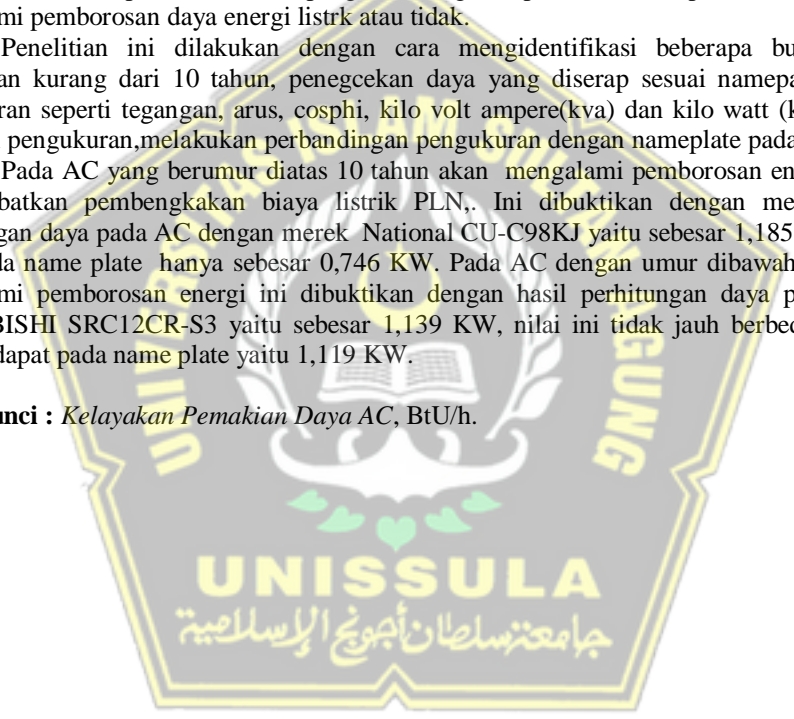 mi pemborosan daya energi listrk atau tidak.
Penelitian ini dilakukan dengan cara mengidentifikasi beberapa bu
an kurang dari 10 tahun, penegcekan daya yang diserap sesuai namepa
ran seperti tegangan, arus, cosphi, kilo volt ampere(kva) dan kilo watt (k
pengukuran,melakukan perbandingan pengukuran dengan nameplate pada
Pada AC yang berumur diatas 10 tahun akan mengalami pemborosan en
batkan pembengkakan biaya listrik PLN,. Ini dibuktikan dengan me
gan daya pada AC dengan merek National CU-C98KJ yaitu sebesar 1,185
da name plate hanya sebesar 0,746 KW. Pada AC dengan umur dibawah
mi pemborosan energi ini dibuktikan dengan hasil perhitungan daya p
BISHI SRC12CR-S3 yaitu sebesar 1,139 KW, nilai ini tidak jauh berbed
dapat pada name plate yaitu 1,119 KW.
unci : Kelayakan Pemakian Daya AC, BtU/h.
UNIVERSITAS ISLAM SULTAN AGUNG
UNISSULA
جامعة سلطان أجونج الإسلامية